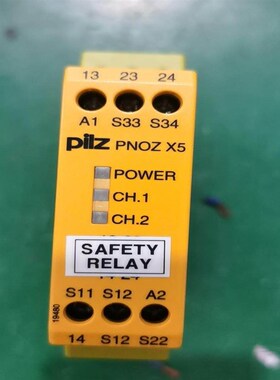 13 23 24
A1 S33 S34
pilz PNOZ X5
POWER
CH.1
CH.2
SAFETY
RELAY
S11 S12 A2
19480
14 S12 S22